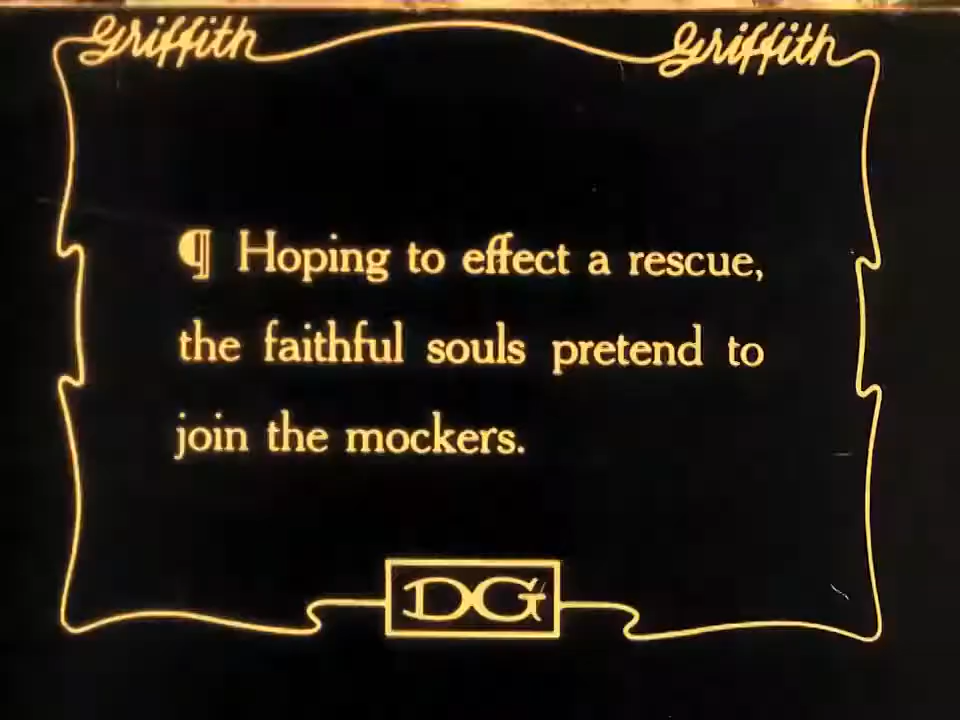 Griffith Griffith
¶ Hoping to effect a rescue,
the faithful souls pretend to
join the mockers.
DG